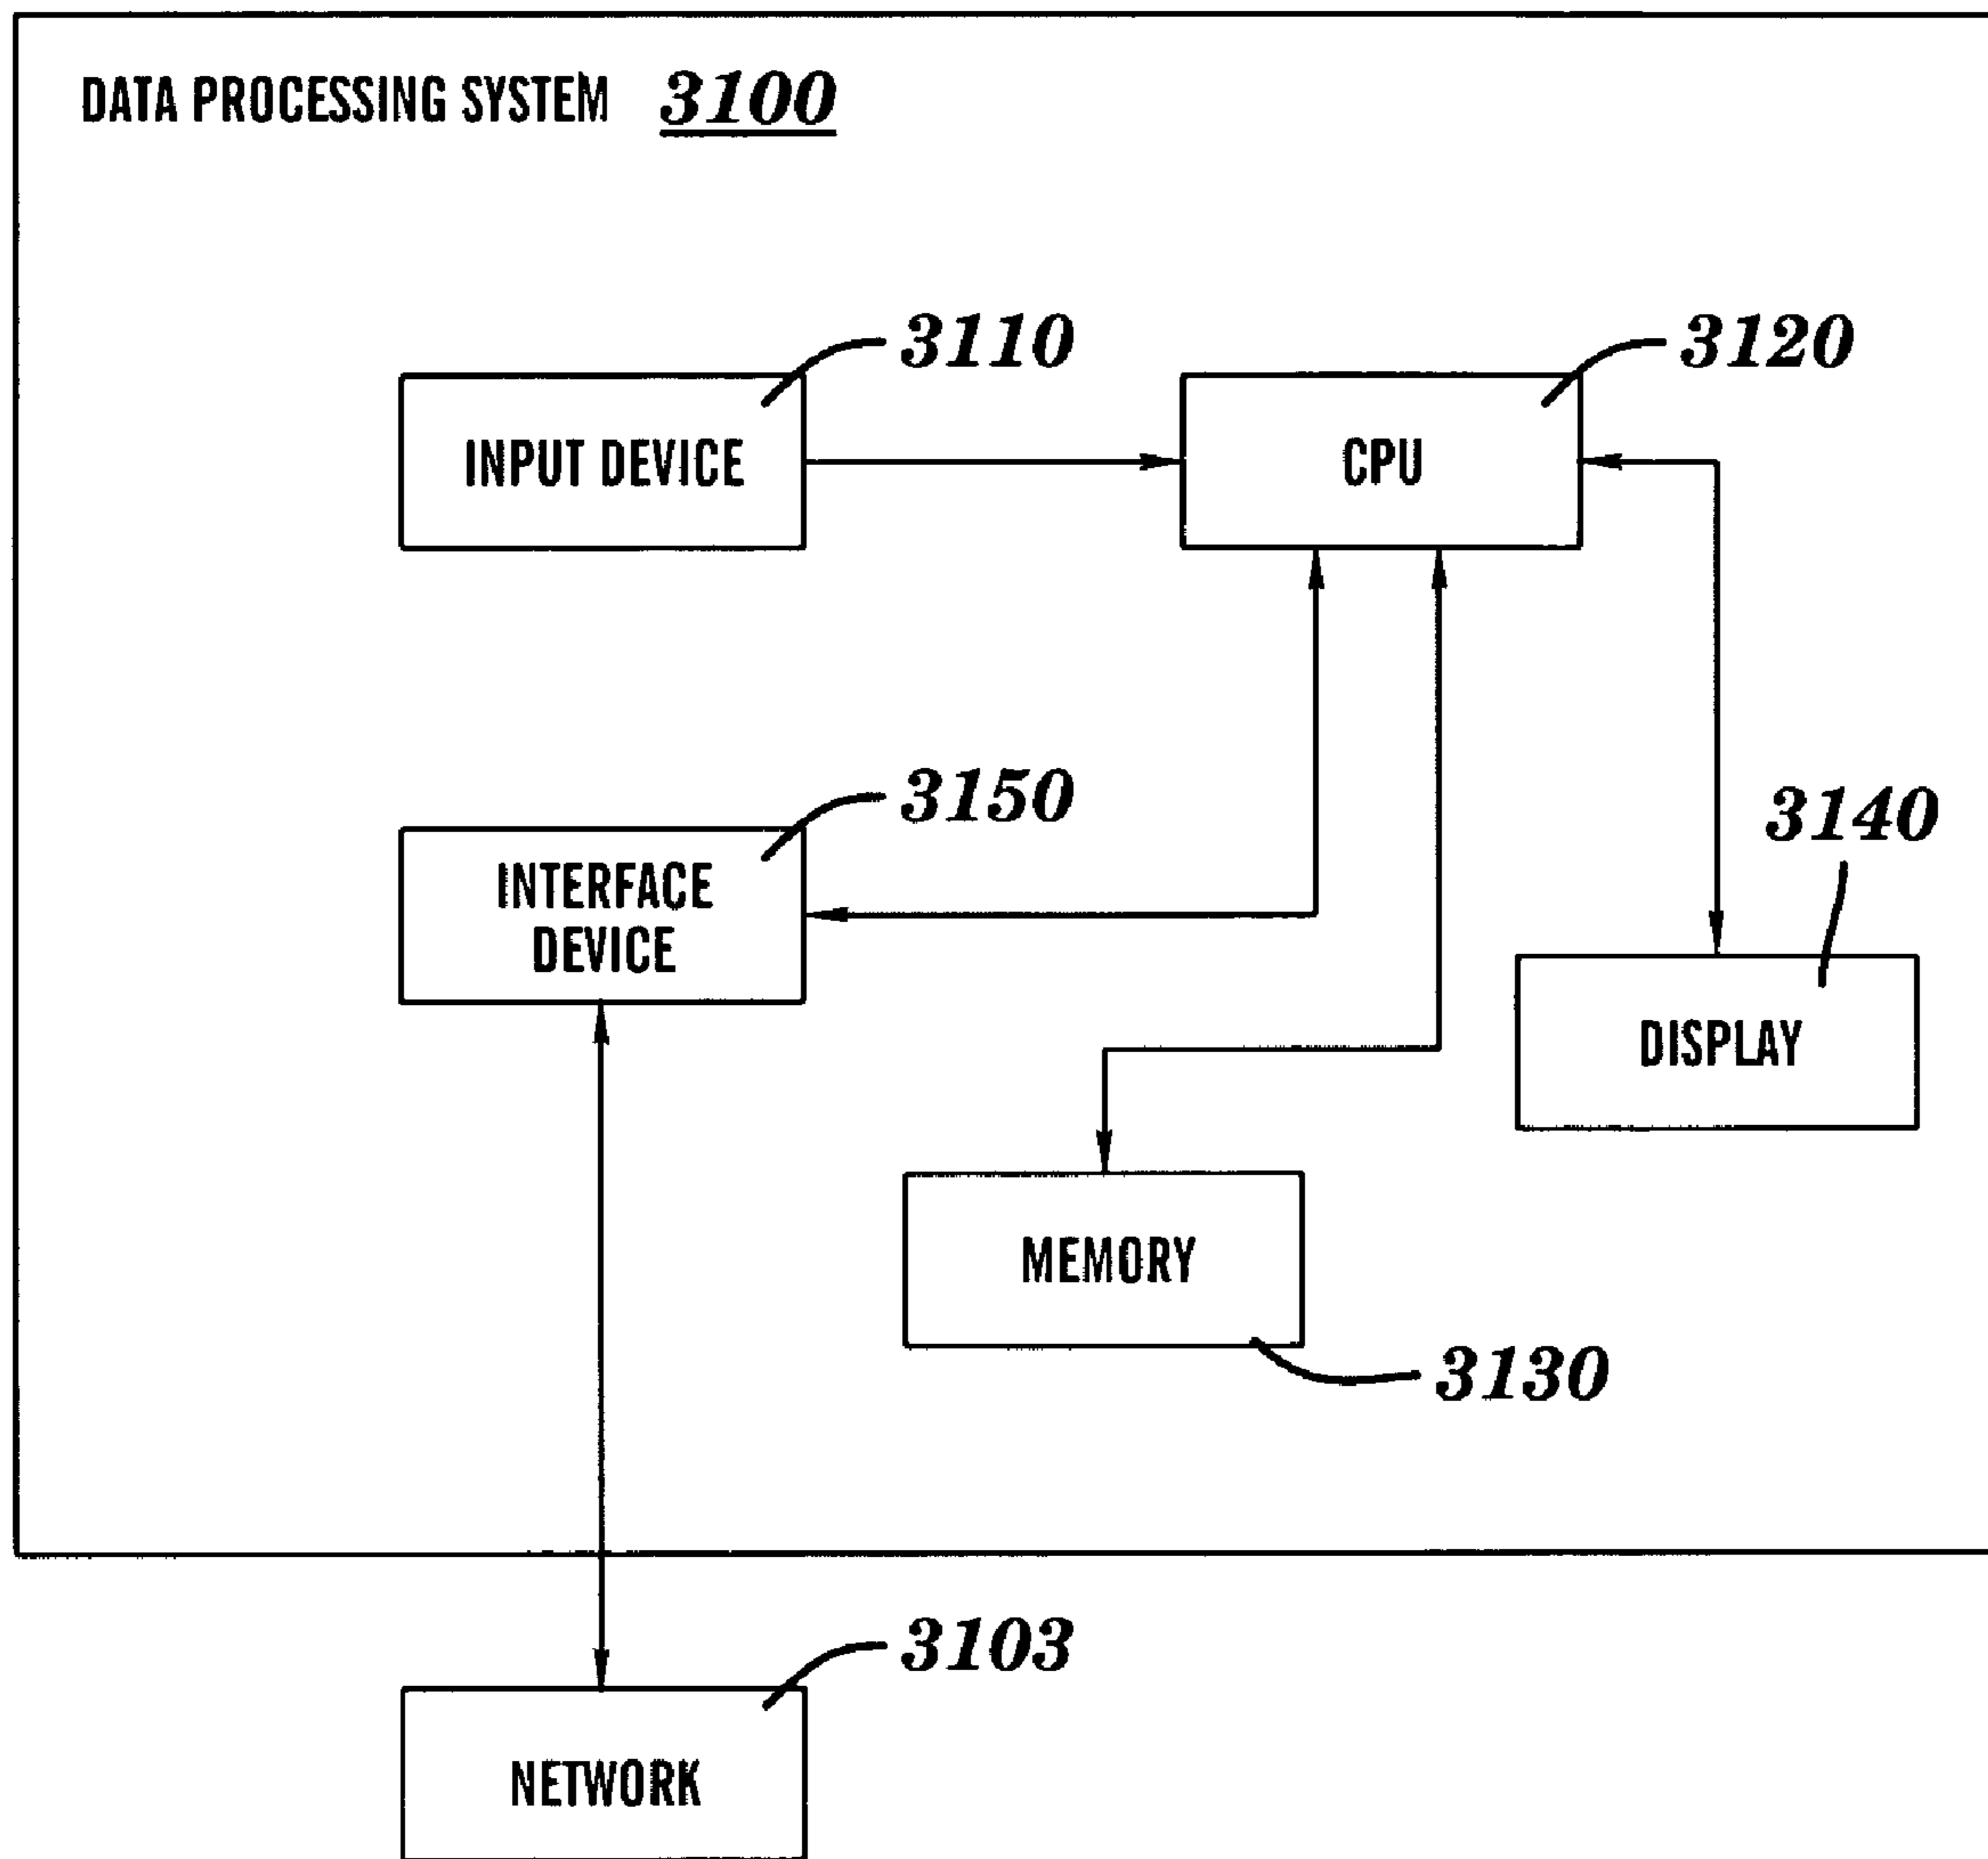 DATA PROCESSING SYSTEM 3100
3110
3120
INPUT DEVICE
CPU
3150
3140
INTERFACE
DEVICE
DISPLAY
MEMORY
3130
3103
NETWORK